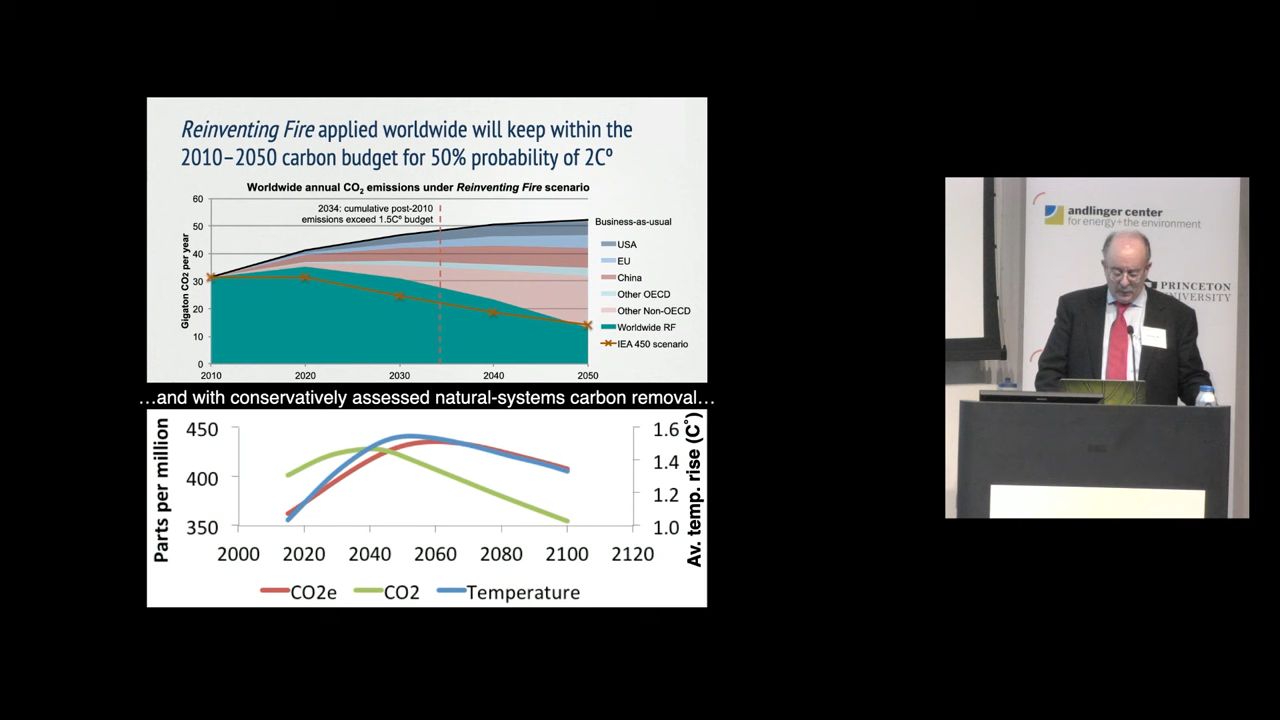 Reinventing Fire applied worldwide will keep within the
2010–2050 carbon budget for 50% probability of 2Cº
Worldwide annual CO₂ emissions under Reinventing Fire scenario
Gigaton CO2 per year
60
50
40
30
20
10
0
2034: cumulative post-2010
emissions exceed 1.5Cº budget
Business-as-usual
USA
EU
China
Other OECD
Other Non-OECD
Worldwide RF
IEA 450 scenario
2010 2020 2030 2040 2050
…and with conservatively assessed natural-systems carbon removal…
Parts per million
450
400
350
1.6
1.4
1.2
1.0
Av. temp. rise (C°)
2000 2020 2040 2060 2080 2100 2120
CO2e CO2 Temperature
andlinger center
for energy+the environment
PRINCETON
UNIVERSITY